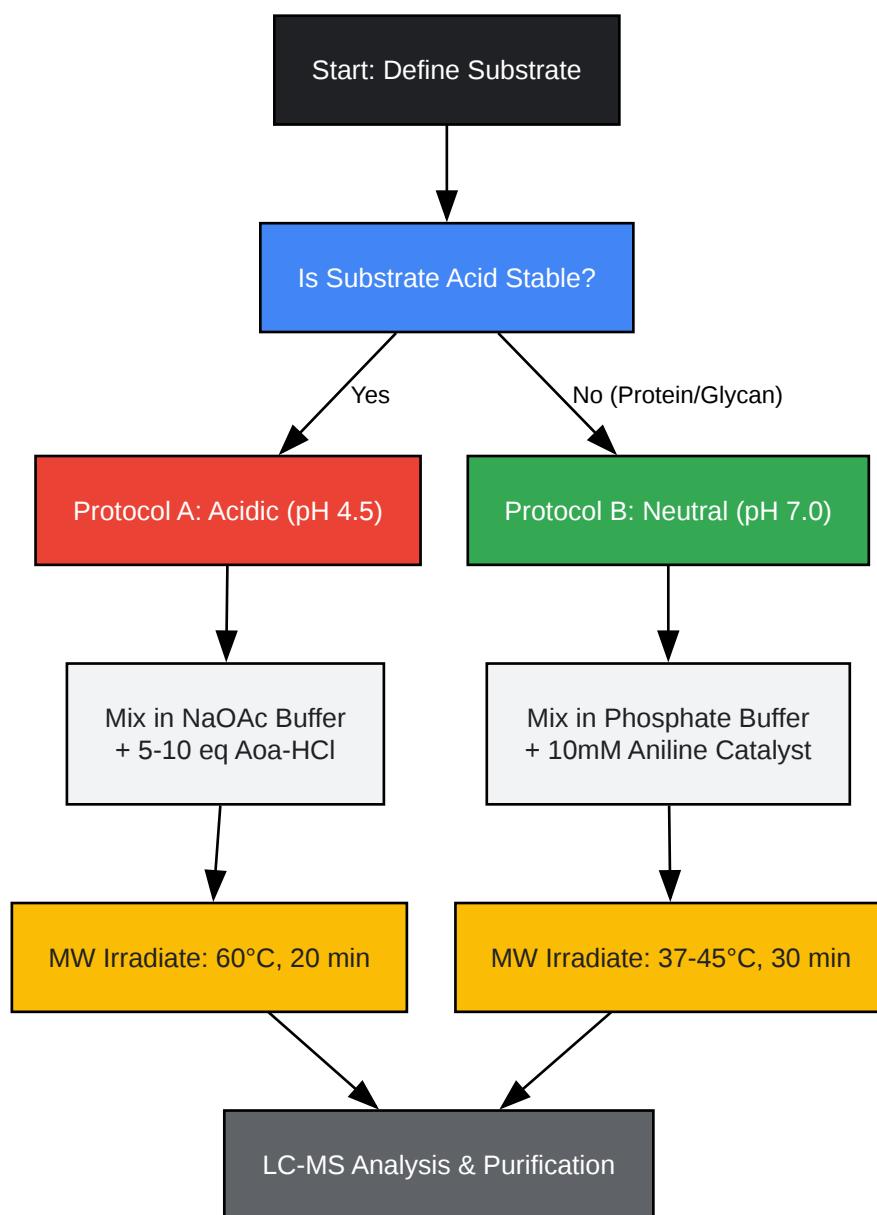 Start: Define Substrate
Is Substrate Acid Stable?
Yes
No (Protein/Glycan)
Protocol A: Acidic (pH 4.5)
Protocol B: Neutral (pH 7.0)
Mix in NaOAc Buffer
+ 5-10 eq Aoa-HCl
Mix in Phosphate Buffer
+ 10mM Aniline Catalyst
MW Irradiate: 60°C, 20 min
MW Irradiate: 37-45°C, 30 min
LC-MS Analysis & Purification